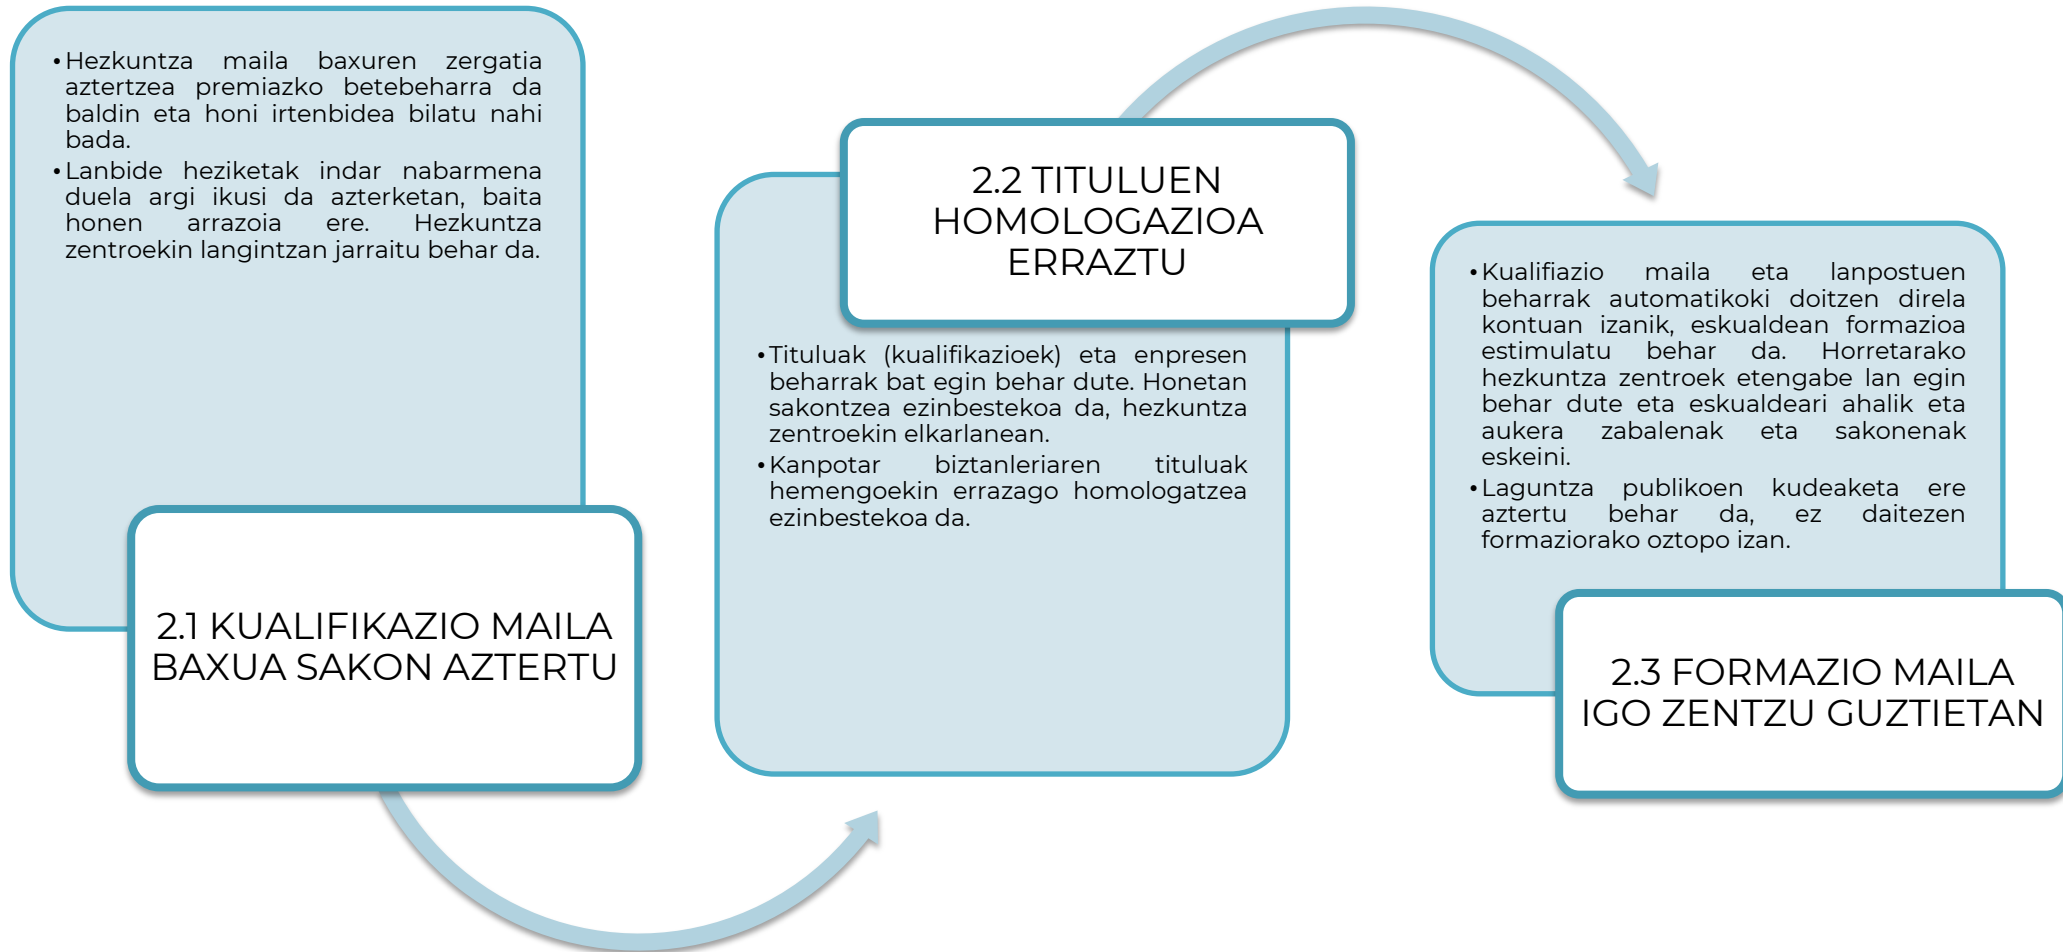 •Hezkuntza maila baxuren zergatia
aztertzea premiazko betebeharra da
baldin eta honi irtenbidea bilatu nahi
bada.
•Lanbide heziketak indar nabarmena
duela argi ikusi da azterketan, baita
honen arrazoia ere. Hezkuntza
zentroekin langintzan jarraitu behar da.
2.1 KUALIFIKAZIO MAILA
BAXUA SAKON AZTERTU
2.2 TITULUEN
HOMOLOGAZIOA
ERRAZTU
•Tituluak (kualifikazioek) eta enpresen
beharrak bat egin behar dute. Honetan
sakontzea ezinbestekoa da, hezkuntza
zentroekin elkarlanean.
•Kanpotar biztanleriaren tituluak
hemengoekin errazago homologatzea
ezinbestekoa da.
•Kualifiazio maila eta lanpostuen
beharrak automatikoki doitzen direla
kontuan izanik, eskualdean formazioa
estimulatu behar da. Horretarako
hezkuntza zentroek etengabe lan egin
behar dute eta eskualdeari ahalik eta
aukera zabalenak eta sakonenak
eskeini.
•Laguntza publikoen kudeaketa ere
aztertu behar da, ez daitezen
formaziorako oztopo izan.
2.3 FORMAZIO MAILA
IGO ZENTZU GUZTIETAN